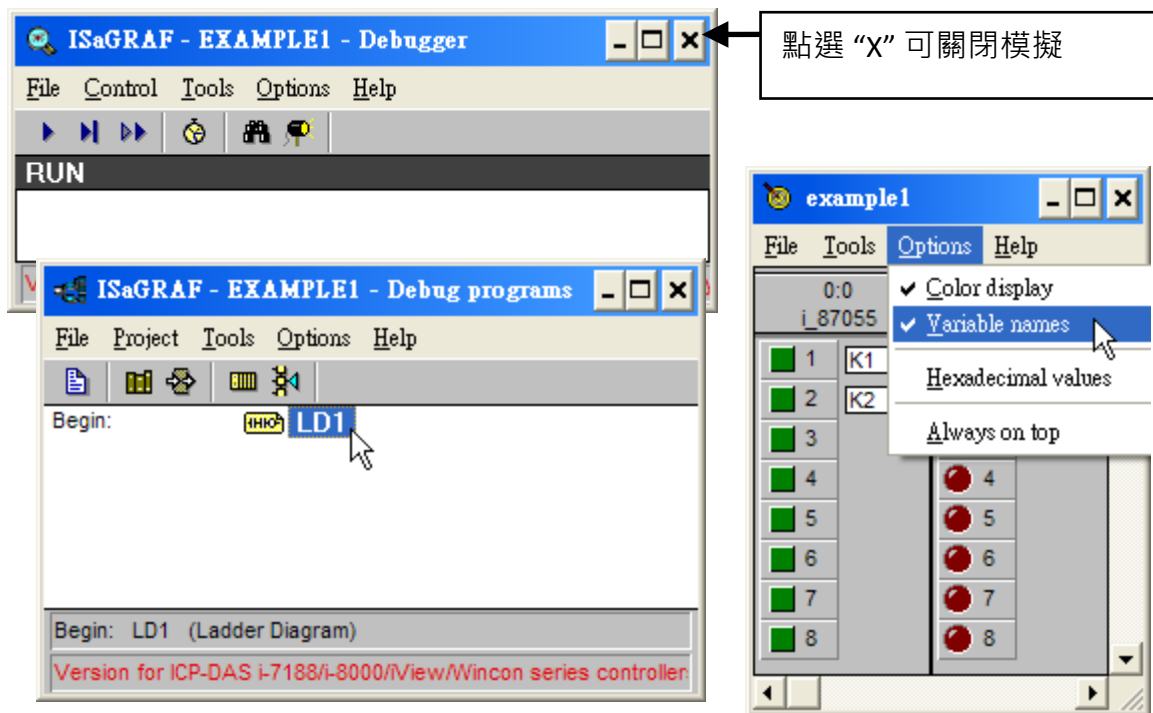 ISaGRAF - EXAMPLE1 - Debugger
File Control Tools Options Help
RUN
點選 “X” 可關閉模擬
ISaGRAF - EXAMPLE1 - Debug programs
File Project Tools Options Help
Begin: LD1
Begin: LD1 (Ladder Diagram)
Version for ICP-DAS i-7188/i-8000/iView/Wincon series controller
example1
File Tools Options Help
0:0
i_87055
Color display
Variable names
Hexadecimal values
Always on top
1 K1
2 K2
3
4 4
5 5
6 6
7 7
8 8